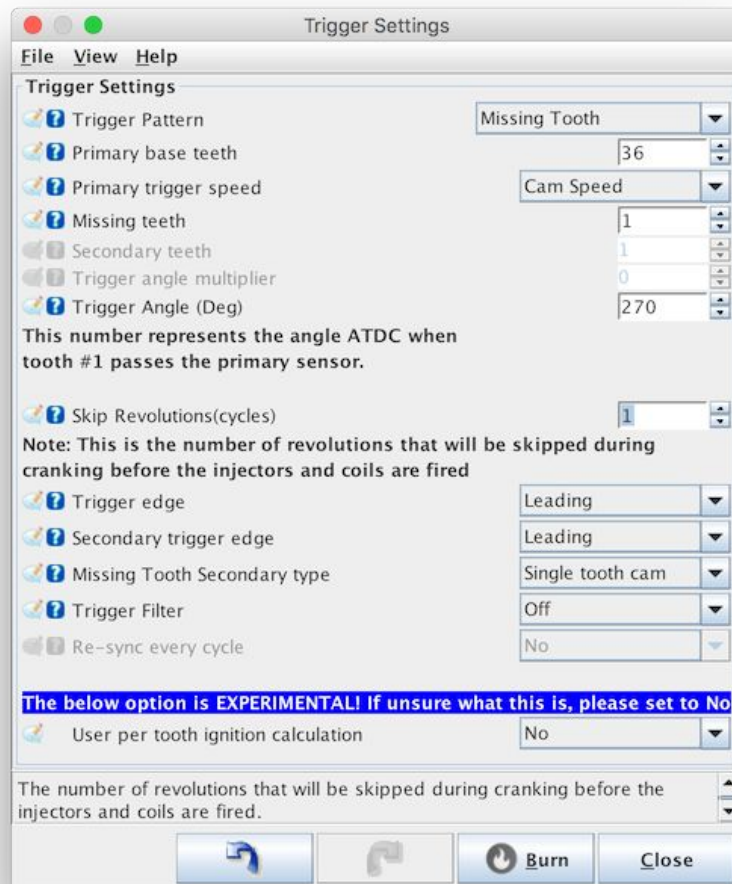 Trigger Settings
File View Help
Trigger Settings
Trigger Pattern Missing Tooth
Primary base teeth 36
Primary trigger speed Cam Speed
Missing teeth 1
Secondary teeth 1
Trigger angle multiplier 0
Trigger Angle (Deg) 270
This number represents the angle ATDC when
tooth #1 passes the primary sensor.
Skip Revolutions(cycles) 1
Note: This is the number of revolutions that will be skipped during
cranking before the injectors and coils are fired
Trigger edge Leading
Secondary trigger edge Leading
Missing Tooth Secondary type Single tooth cam
Trigger Filter Off
Re-sync every cycle No
The below option is EXPERIMENTAL! If unsure what this is, please set to No
User per tooth ignition calculation No
The number of revolutions that will be skipped during cranking before the
injectors and coils are fired.
Burn Close